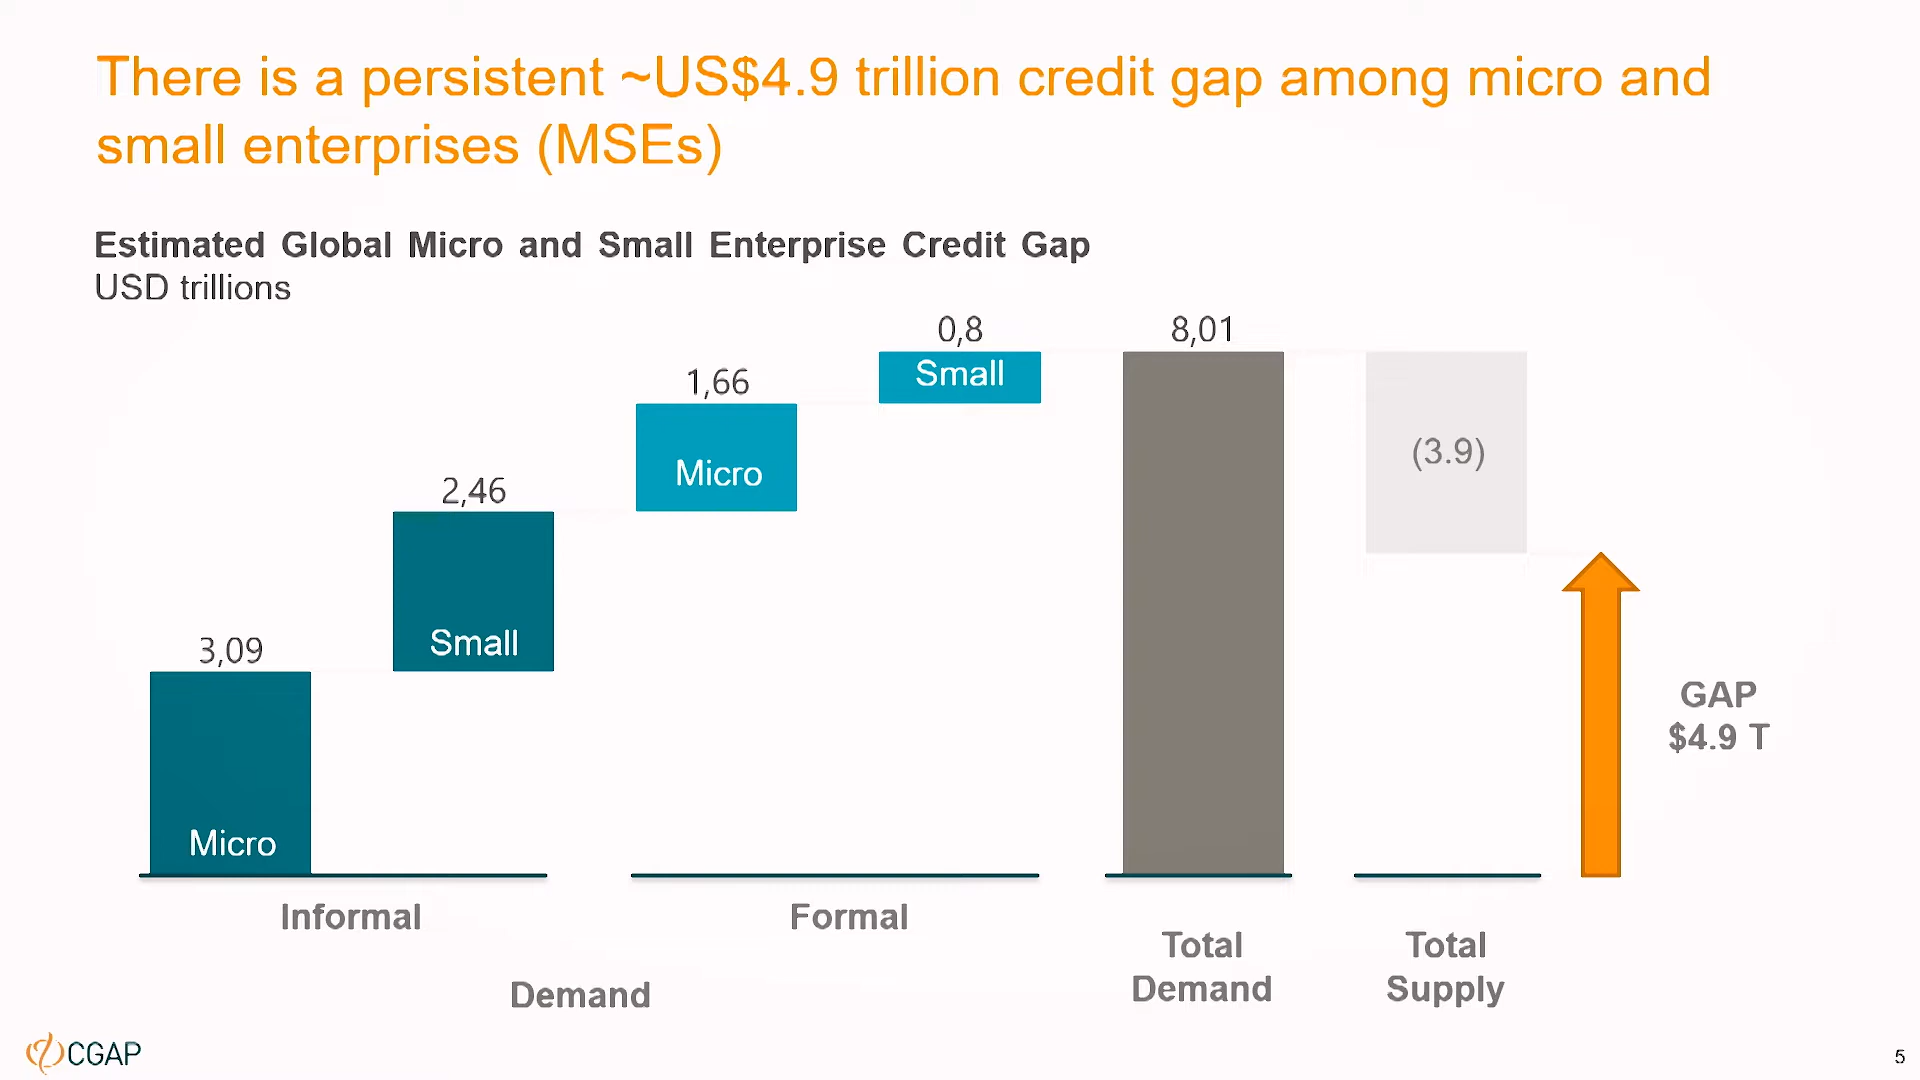 There is a persistent ~US$4.9 trillion credit gap among micro and
small enterprises (MSEs)
Estimated Global Micro and Small Enterprise Credit Gap
USD trillions
3,09
Micro
2,46
Small
1,66
Micro
0,8
Small
8,01
(3.9)
GAP
$4.9 T
Informal
Formal
Demand
Total
Demand
Total
Supply
CGAP
5